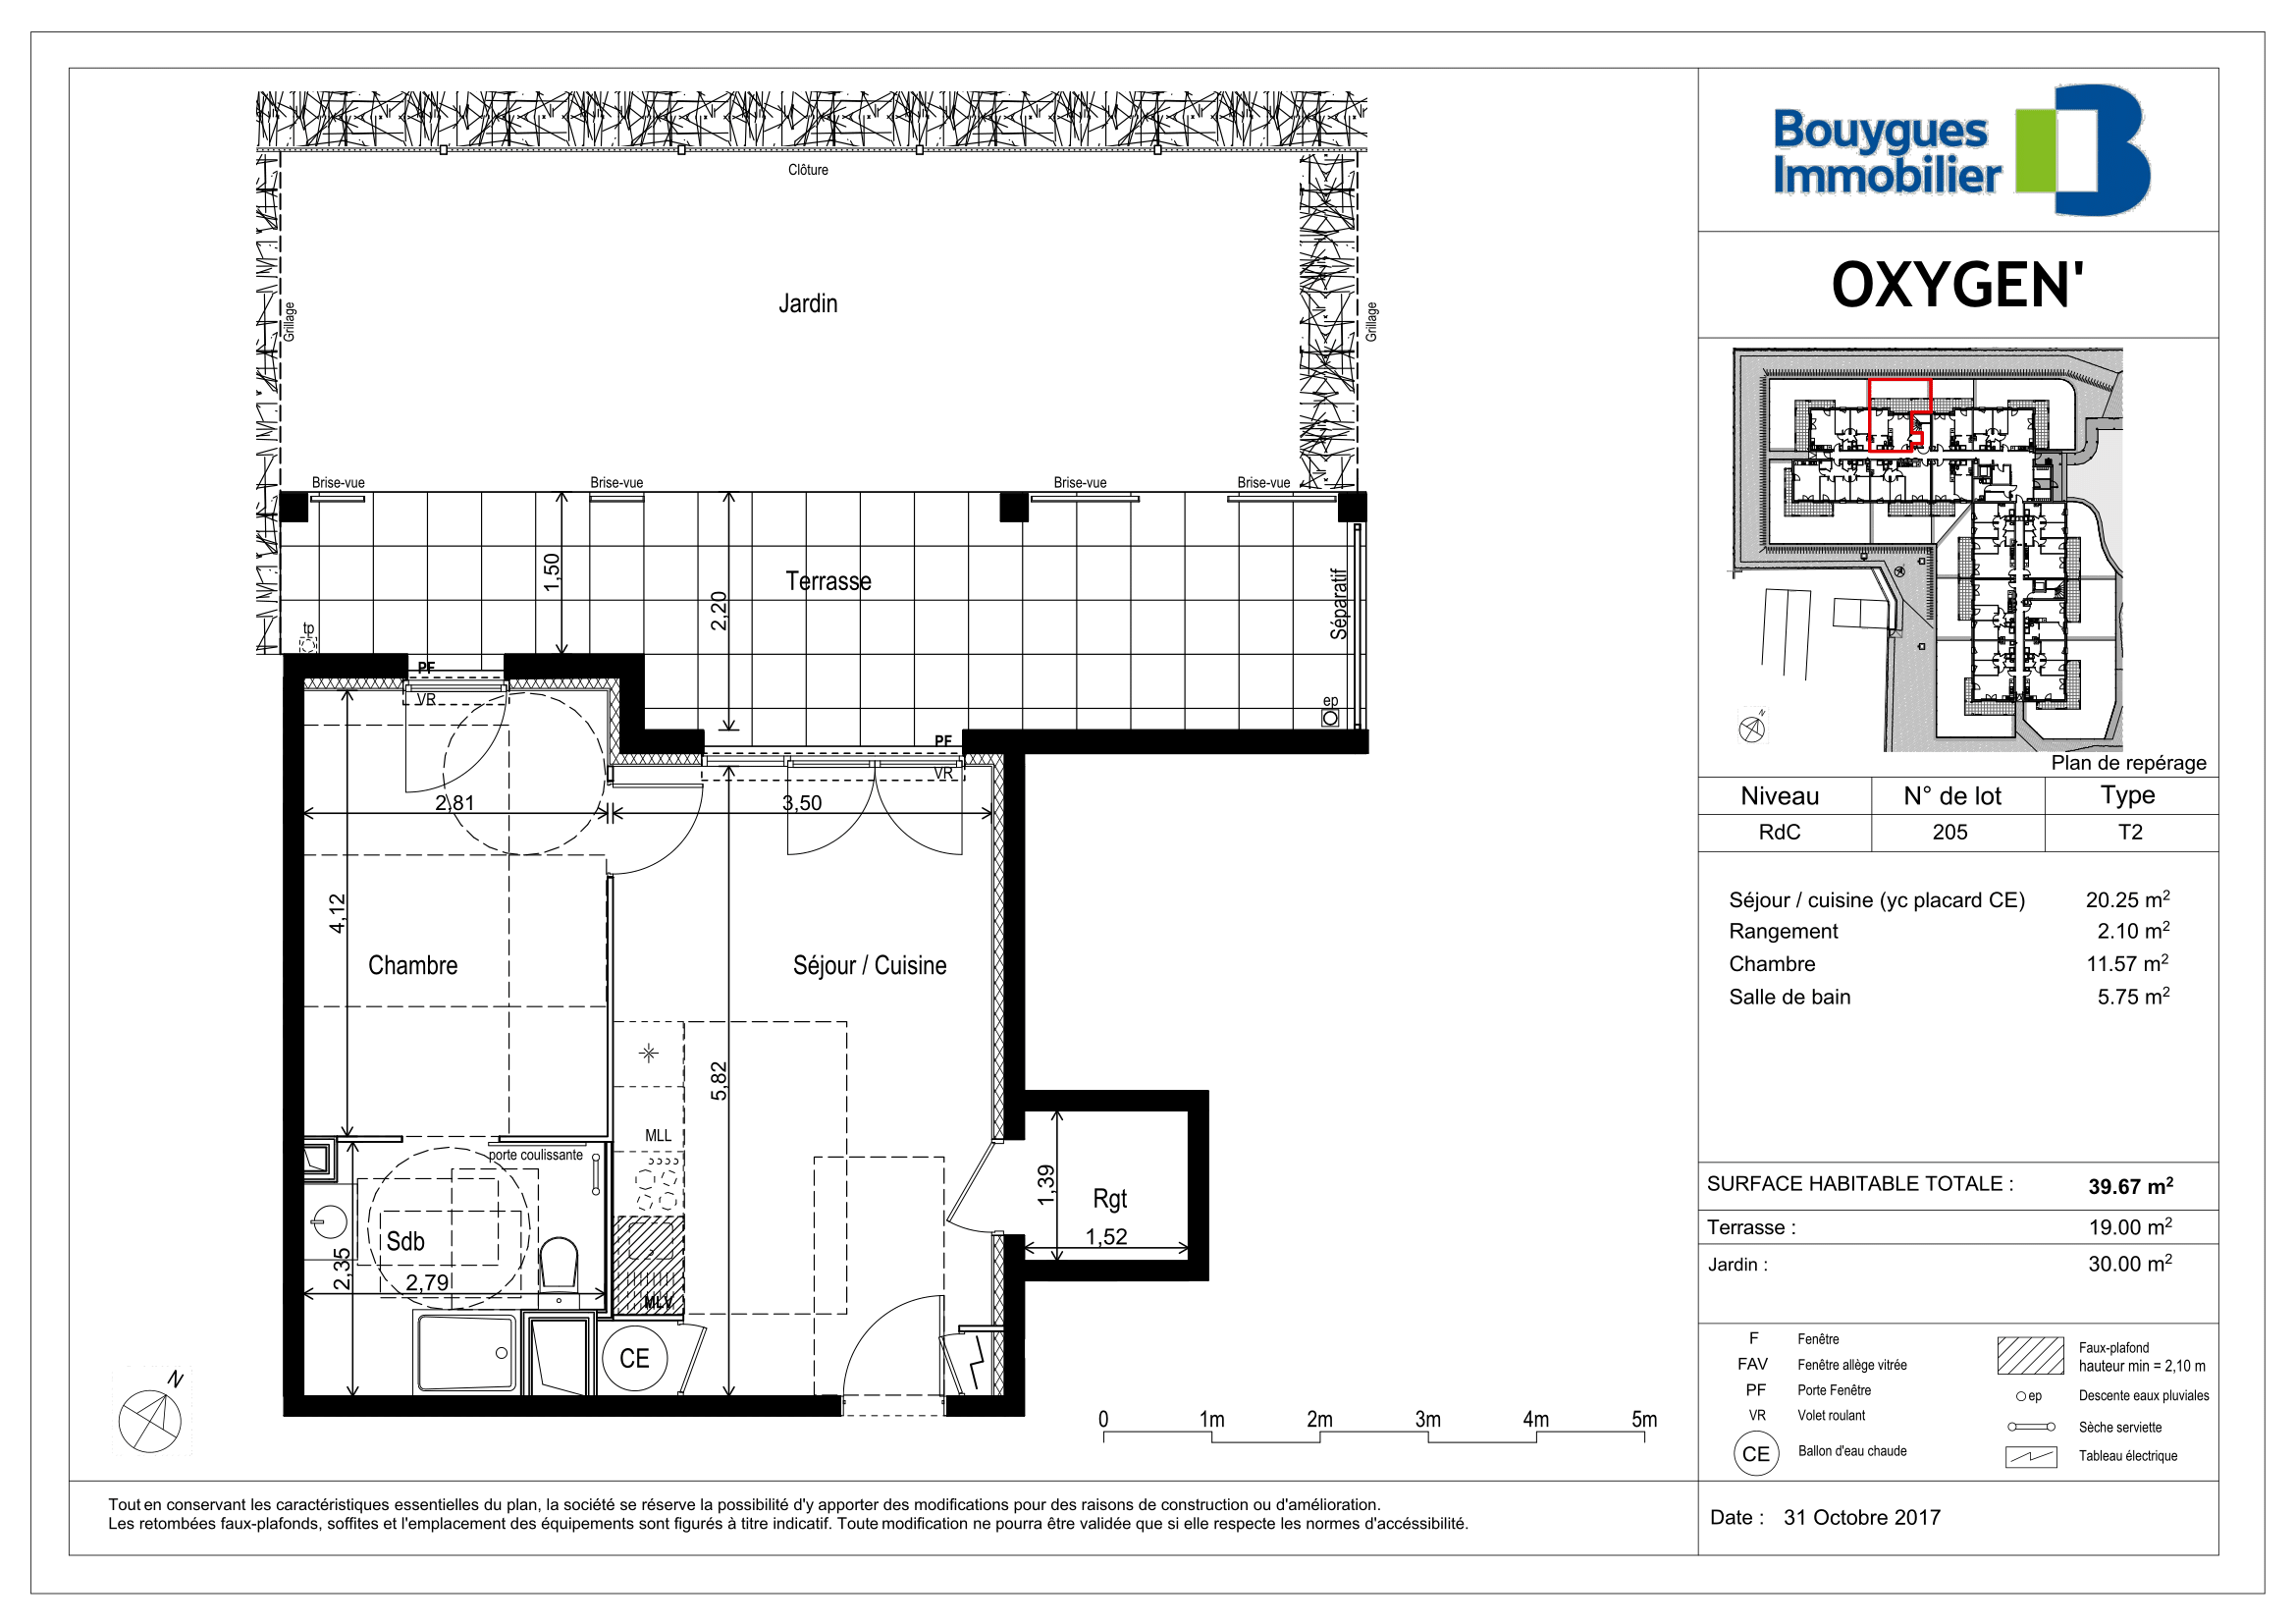 Clôture
Jardin
Grillage
Grillage
Brise-vue
Brise-vue
Brise-vue
Brise-vue
1,50
2,20
Terrasse
Séparatif
ep
PF
VR
ep
PF
VR
2,81
3,50
4,12
Chambre
Séjour / Cuisine
5,82
MLL
porte coulissante
1,39
Rgt
1,52
Sdb
2,35
2,79
MLV
CE
N
0 1m 2m 3m 4m 5m
Tout en conservant les caractéristiques essentielles du plan, la société se réserve la possibilité d'y apporter des modifications pour des raisons de construction ou d'amélioration.
Les retombées faux-plafonds, soffites et l'emplacement des équipements sont figurés à titre indicatif. Toute modification ne pourra être validée que si elle respecte les normes d'accéssibilité.
Bouygues
Immobilier
OXYGEN'
N
Plan de repérage
Niveau N° de lot Type
RdC 205 T2
Séjour / cuisine (yc placard CE) 20.25 m²
Rangement 2.10 m²
Chambre 11.57 m²
Salle de bain 5.75 m²
SURFACE HABITABLE TOTALE : 39.67 m²
Terrasse : 19.00 m²
Jardin : 30.00 m²
F Fenêtre
FAV Fenêtre allège vitrée
PF Porte Fenêtre
VR Volet roulant
CE Ballon d'eau chaude
Faux-plafond
hauteur min = 2,10 m
ep Descente eaux pluviales
Sèche serviette
Tableau électrique
Date : 31 Octobre 2017